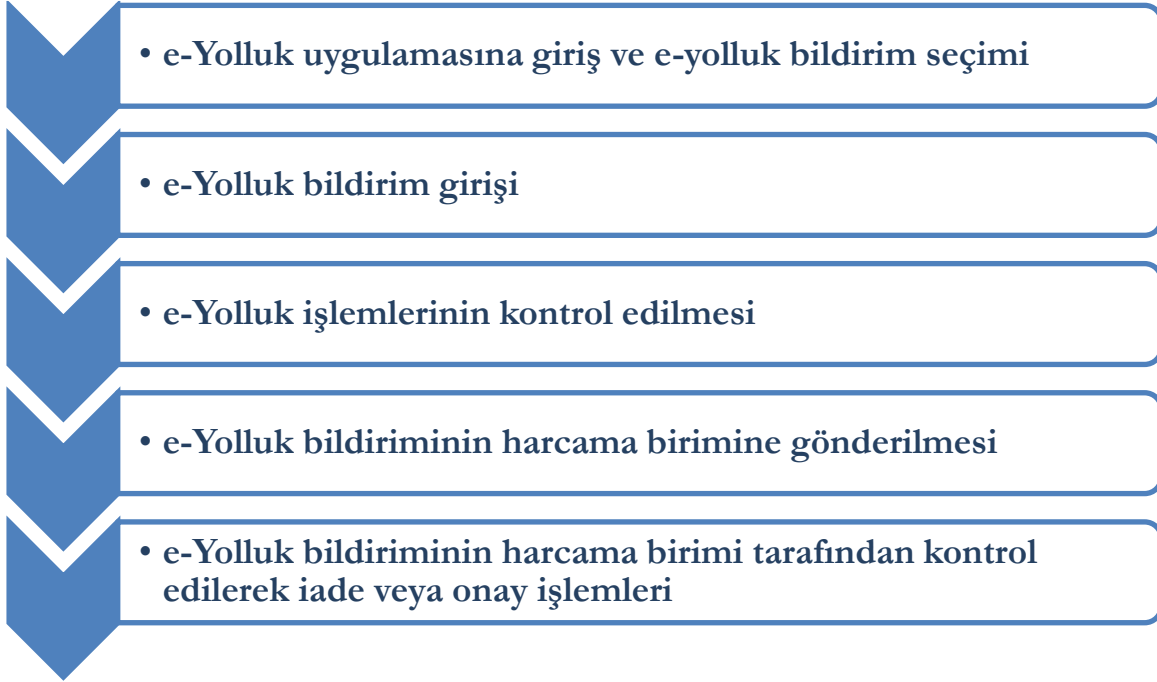 • e-Yolluk uygulamasına giriş ve e-yolluk bildirim seçimi
• e-Yolluk bildirim girişi
• e-Yolluk işlemlerinin kontrol edilmesi
• e-Yolluk bildiriminin harcama birimine gönderilmesi
• e-Yolluk bildiriminin harcama birimi tarafından kontrol
edilerek iade veya onay işlemleri